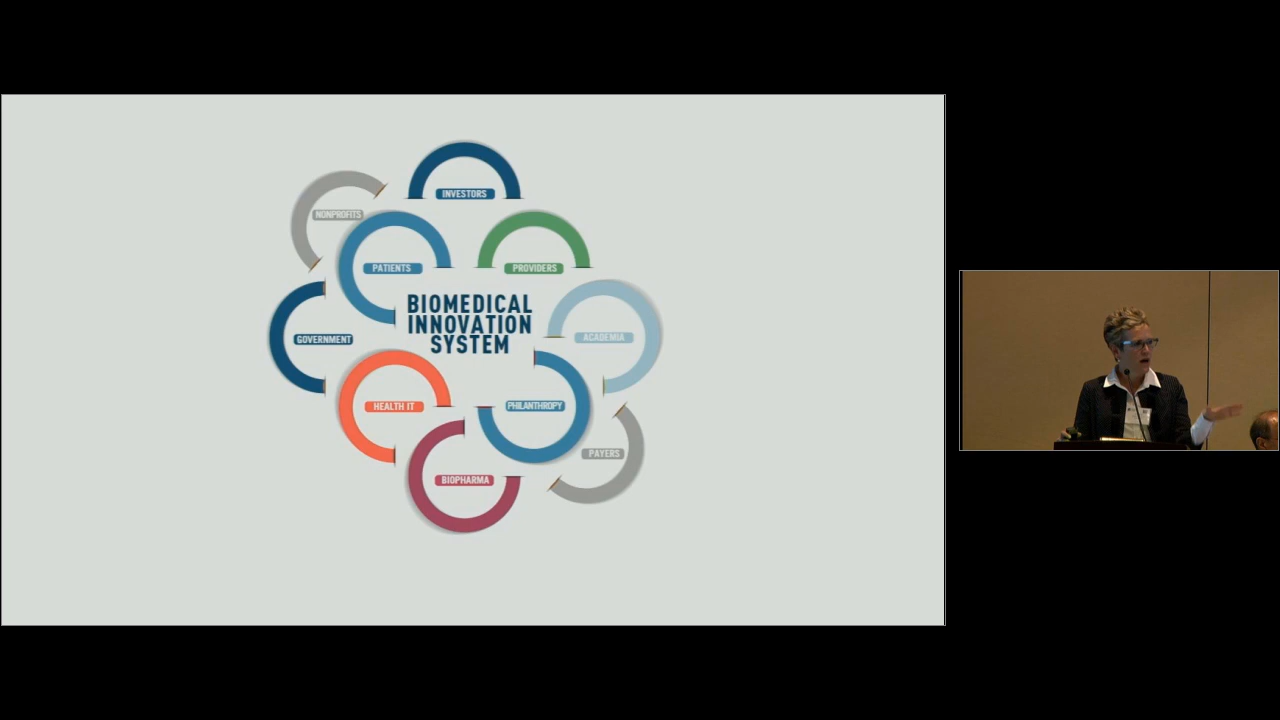 INVESTORS
NONPROFITS
PATIENTS
PROVIDERS
BIOMEDICAL
INNOVATION
SYSTEM
GOVERNMENT
ACADEMIA
HEALTH IT
PHILANTHROPY
PAYERS
BIOPHARMA